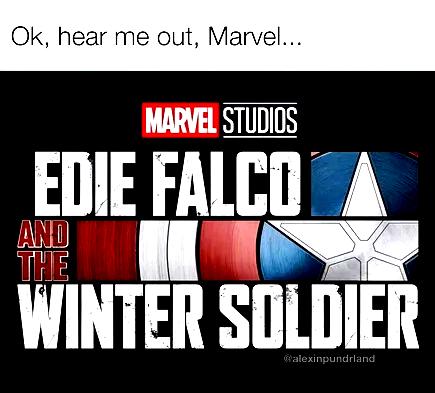 Ok, hear me out, Marvel...
MARVEL STUDIOS
EDIE FALCO
AND
THE
WINTER SOLDIER
@alexinpundrland